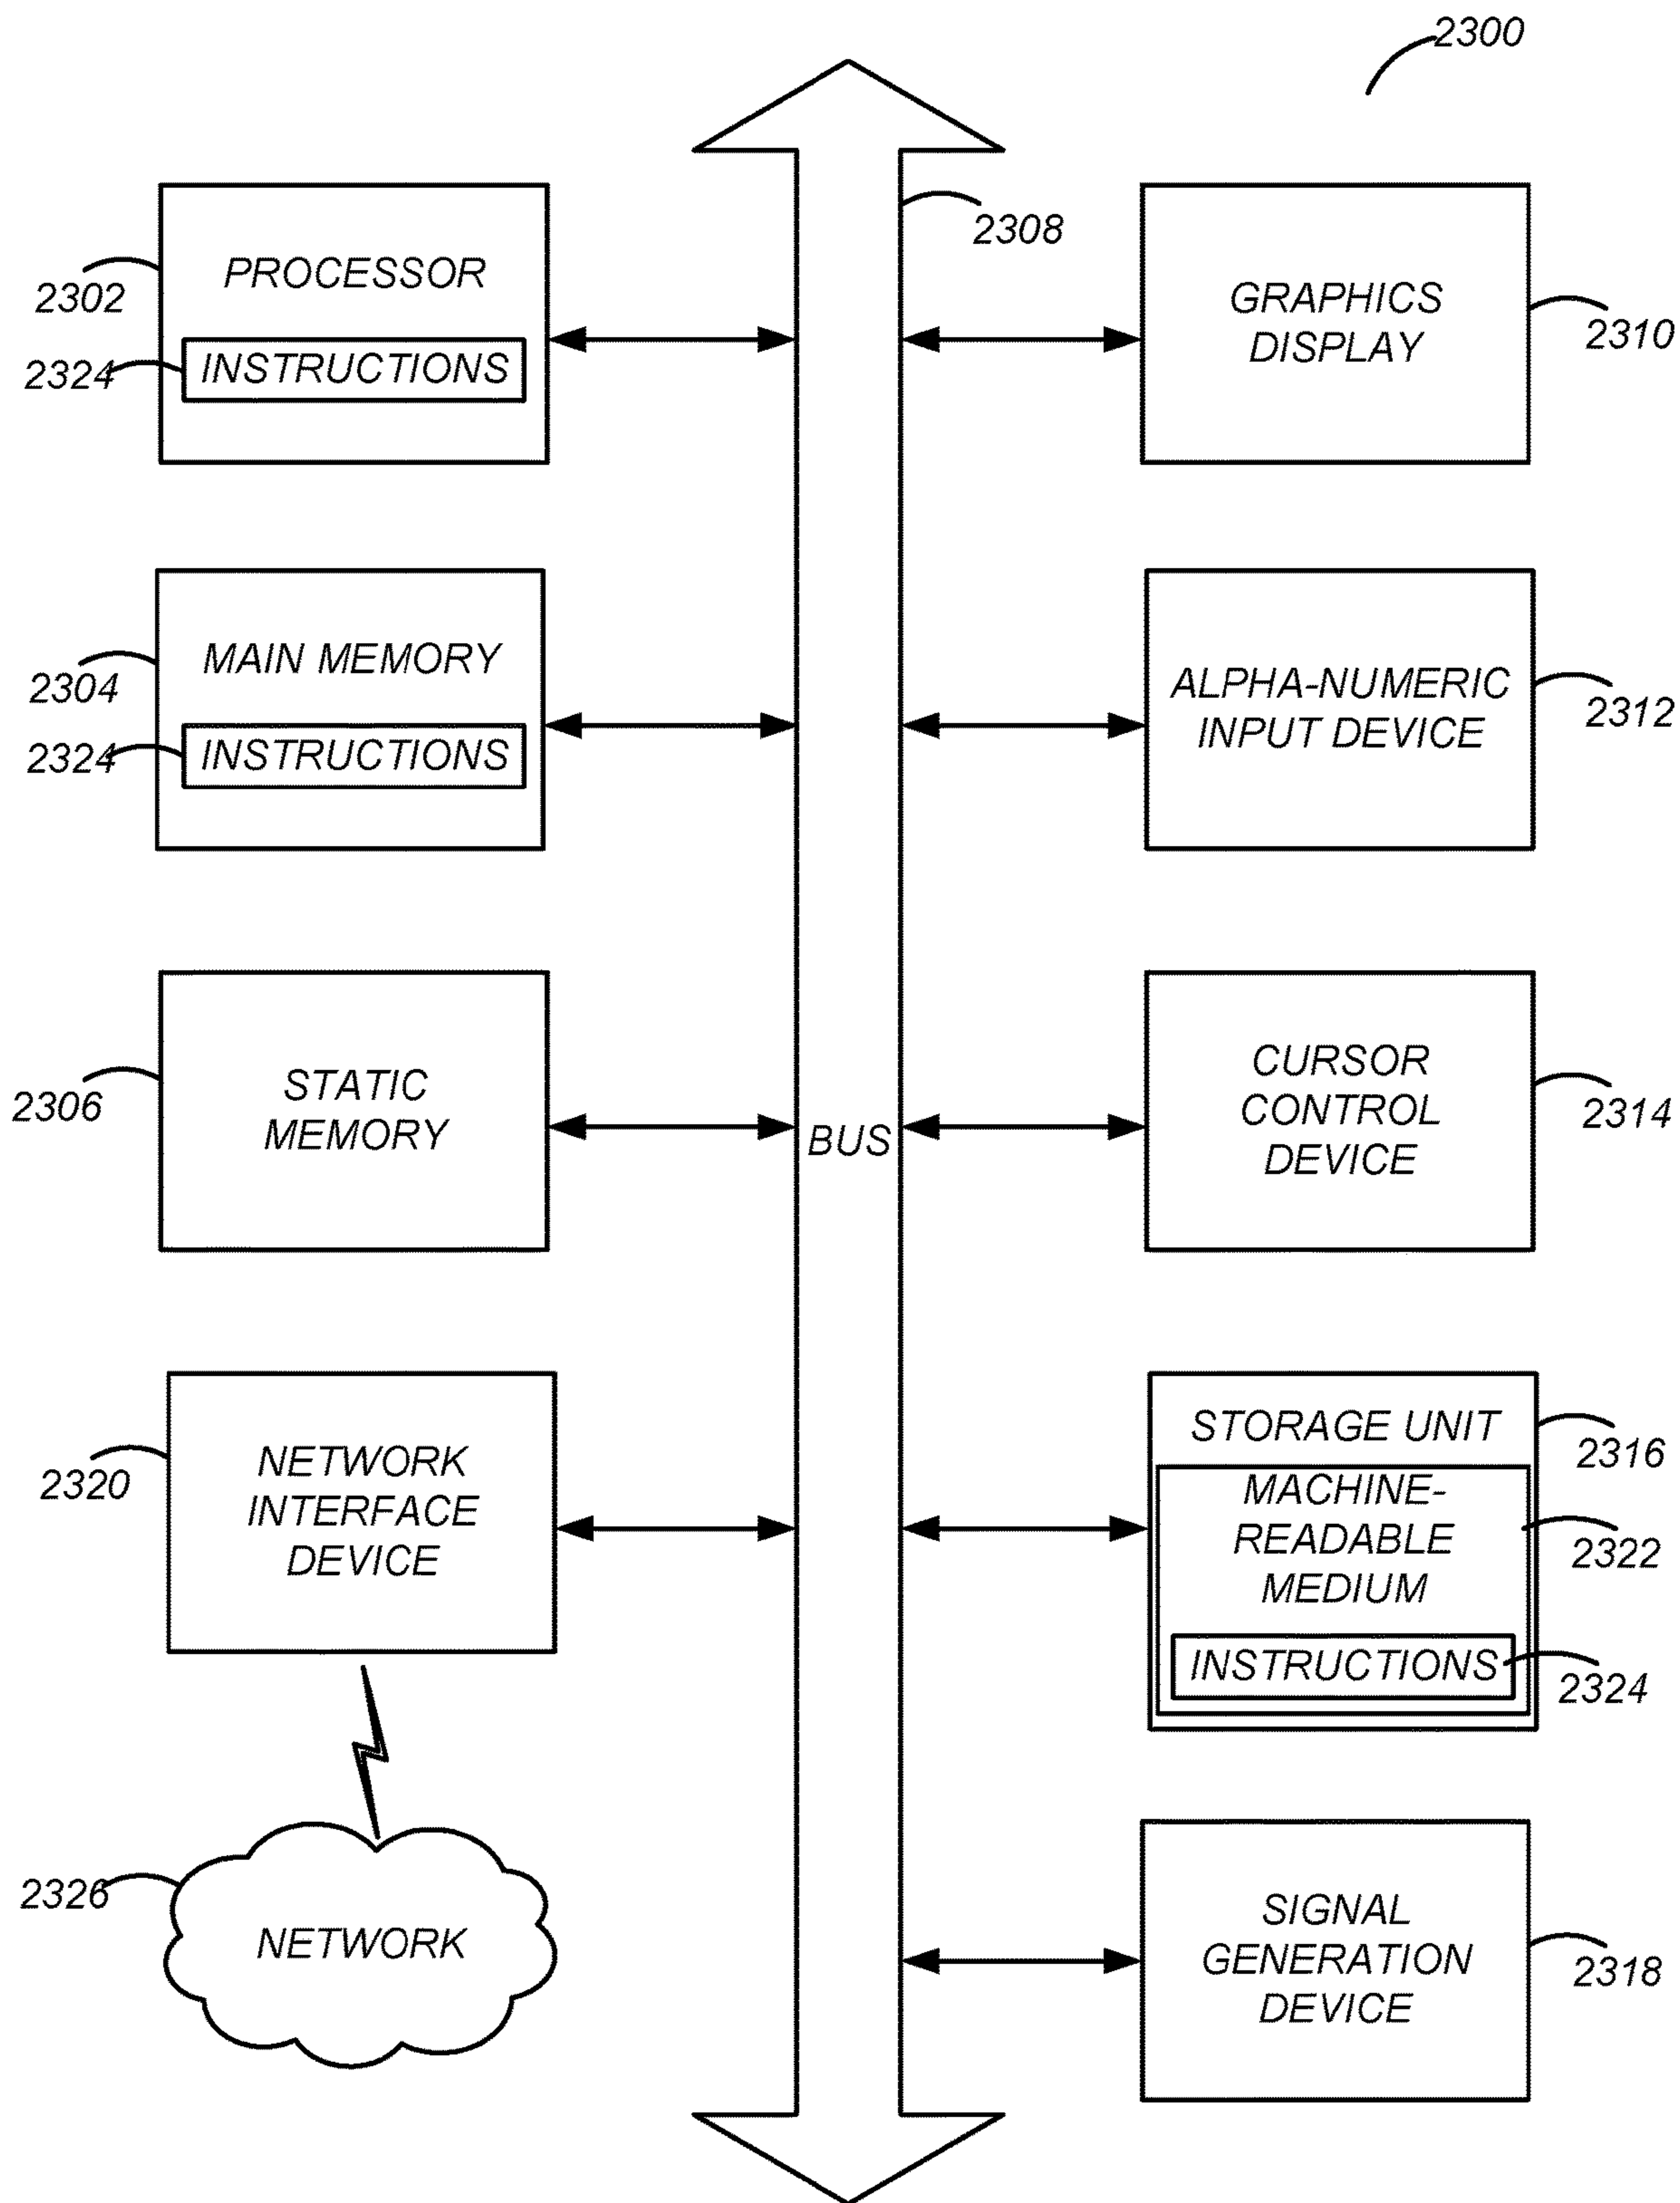 2300
2308
2302
PROCESSOR
2324
INSTRUCTIONS
GRAPHICS
DISPLAY
2310
2304
MAIN MEMORY
2324
INSTRUCTIONS
ALPHA-NUMERIC
INPUT DEVICE
2312
2306
STATIC
MEMORY
BUS
CURSOR
CONTROL
DEVICE
2314
2320
NETWORK
INTERFACE
DEVICE
STORAGE UNIT
2316
MACHINE-
READABLE
MEDIUM
2322
INSTRUCTIONS
2324
2326
NETWORK
SIGNAL
GENERATION
DEVICE
2318